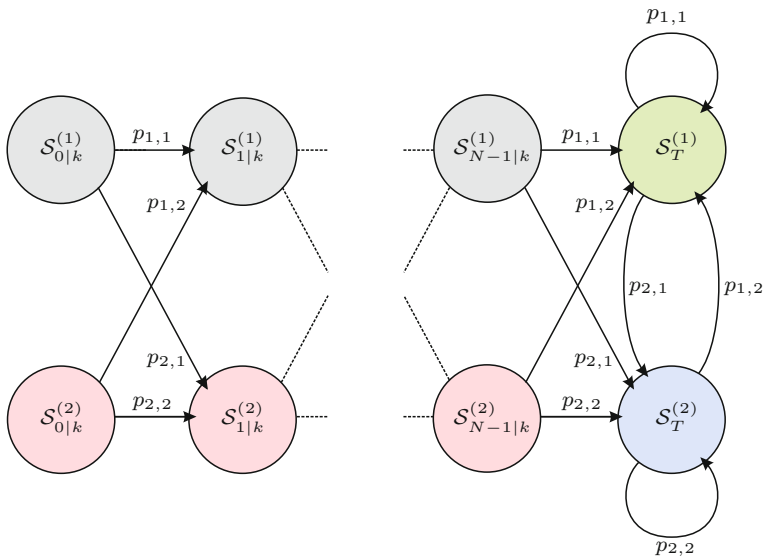 p_{1,1}
S_{0|k}^{(1)} p_{1,1} S_{1|k}^{(1)} S_{N-1|k}^{(1)} p_{1,1} S_T^{(1)}
p_{1,2} p_{1,2}
p_{2,1} p_{1,2}
p_{2,1} p_{2,1}
S_{0|k}^{(2)} p_{2,2} S_{1|k}^{(2)} S_{N-1|k}^{(2)} p_{2,2} S_T^{(2)}
p_{2,2}